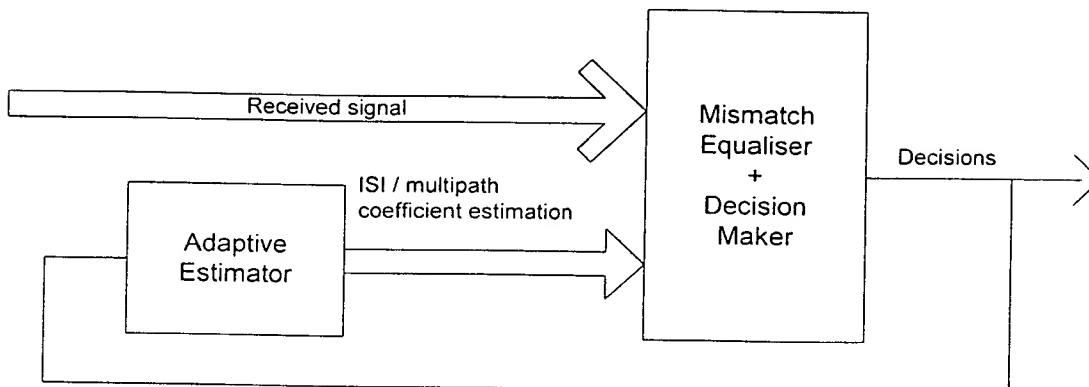 Received signal
Mismatch
Equaliser
+
Decision
Maker
Decisions
ISI / multipath
coefficient estimation
Adaptive
Estimator